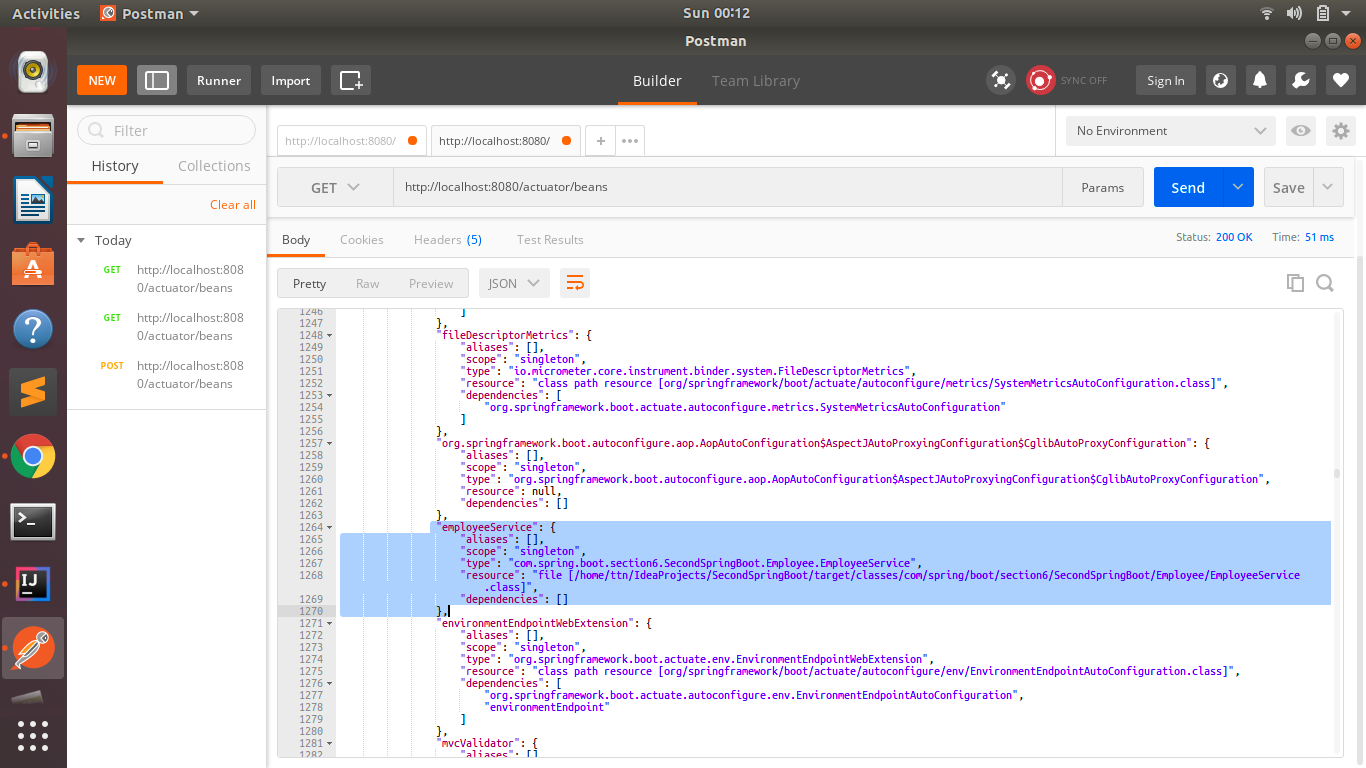 Activities
Postman
Sun 00:12
Postman
NEW
Runner
Import
Builder
Team Library
SYNC OFF
Sign In
Filter
History
Collections
Clear all
Today
GET
http://localhost:808
0/actuator/beans
GET
http://localhost:808
0/actuator/beans
POST
http://localhost:808
0/actuator/beans
http://localhost:8080/
http://localhost:8080/
+
No Environment
GET
http://localhost:8080/actuator/beans
Params
Send
Save
Body
Cookies
Headers (5)
Test Results
Status: 200 OK
Time: 51 ms
Pretty
Raw
Preview
JSON
1246 ]
1247 },
1248 "fileDescriptorMetrics": {
1249 "aliases": [],
1250 "scope": "singleton",
1251 "type": "io.micrometer.core.instrument.binder.system.FileDescriptorMetrics",
1252 "resource": "class path resource [org/springframework/boot/actuate/autoconfigure/metrics/SystemMetricsAutoConfiguration.class]",
1253 "dependencies": [
1254 "org.springframework.boot.actuate.autoconfigure.metrics.SystemMetricsAutoConfiguration"
1255 ]
1256 },
1257 "org.springframework.boot.autoconfigure.aop.AopAutoConfiguration$AspectJAutoProxyingConfiguration$CglibAutoProxyConfiguration": {
1258 "aliases": [],
1259 "scope": "singleton",
1260 "type": "org.springframework.boot.autoconfigure.aop.AopAutoConfiguration$AspectJAutoProxyingConfiguration$CglibAutoProxyConfiguration",
1261 "resource": null,
1262 "dependencies": []
1263 },
1264 "employeeService": {
1265 "aliases": [],
1266 "scope": "singleton",
1267 "type": "com.spring.boot.section6.SecondSpringBoot.Employee.EmployeeService",
1268 "resource": "file [/home/ttn/IdeaProjects/SecondSpringBoot/target/classes/com/spring/boot/section6/SecondSpringBoot/Employee/EmployeeService
.class]",
1269 "dependencies": []
1270 },
1271 "environmentEndpointWebExtension": {
1272 "aliases": [],
1273 "scope": "singleton",
1274 "type": "org.springframework.boot.actuate.env.EnvironmentEndpointWebExtension",
1275 "resource": "class path resource [org/springframework/boot/actuate/autoconfigure/env/EnvironmentEndpointAutoConfiguration.class]",
1276 "dependencies": [
1277 "org.springframework.boot.actuate.autoconfigure.env.EnvironmentEndpointAutoConfiguration",
1278 "environmentEndpoint"
1279 ]
1280 },
1281 "mvcValidator": {
1282 "aliases": []